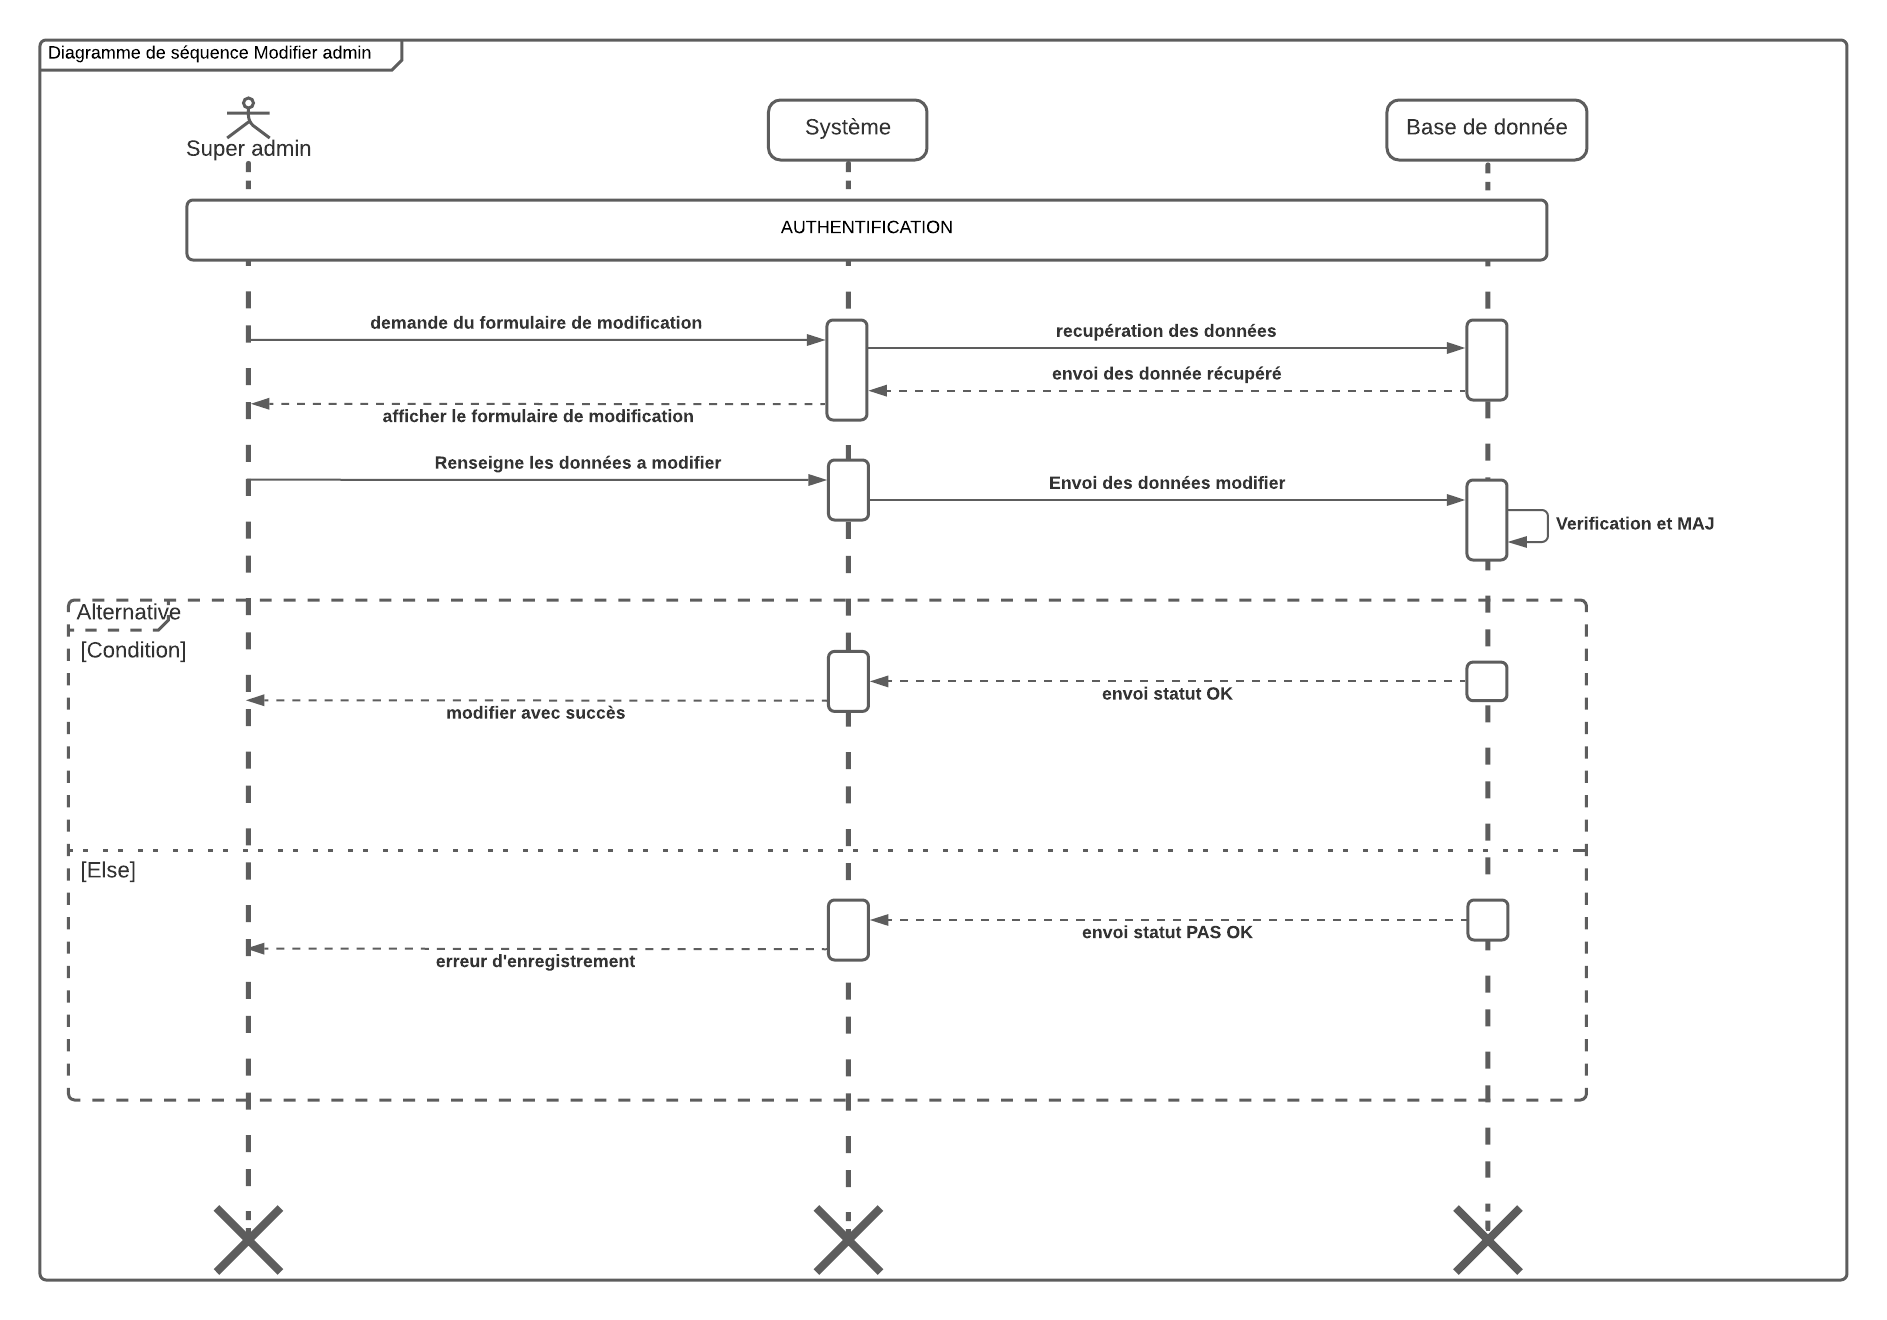 Diagramme de séquence Modifier admin
Super admin
Système
Base de donnée
AUTHENTIFICATION
demande du formulaire de modification
recupération des données
envoi des donnée récupéré
afficher le formulaire de modification
Renseigne les données a modifier
Envoi des données modifier
Verification et MAJ
Alternative
[Condition]
envoi statut OK
modifier avec succès
[Else]
envoi statut PAS OK
erreur d'enregistrement